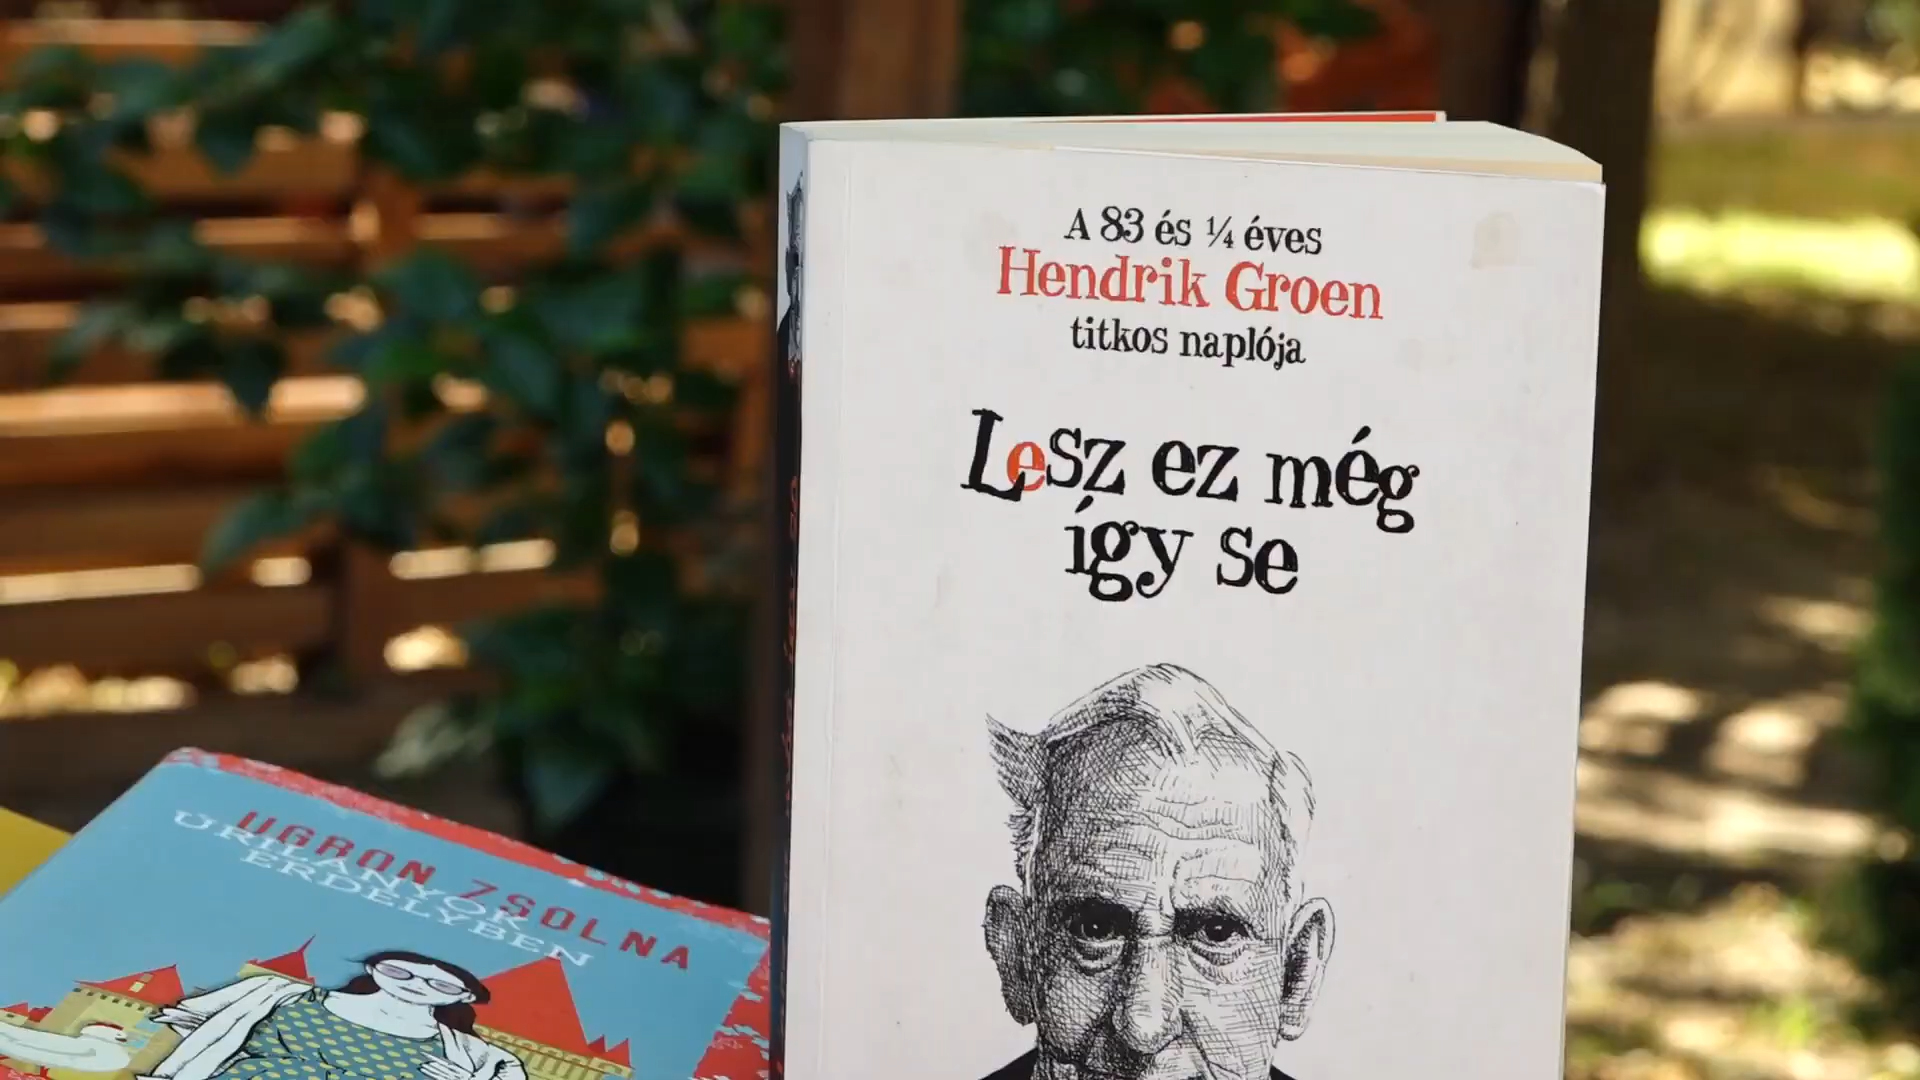 A 83 és ¼ éves
Hendrik Groen
titkos naplója
Lesz ez még
így se
UGRON ZSOLNA
ÚRILÁNYOK
ERDÉLYBEN